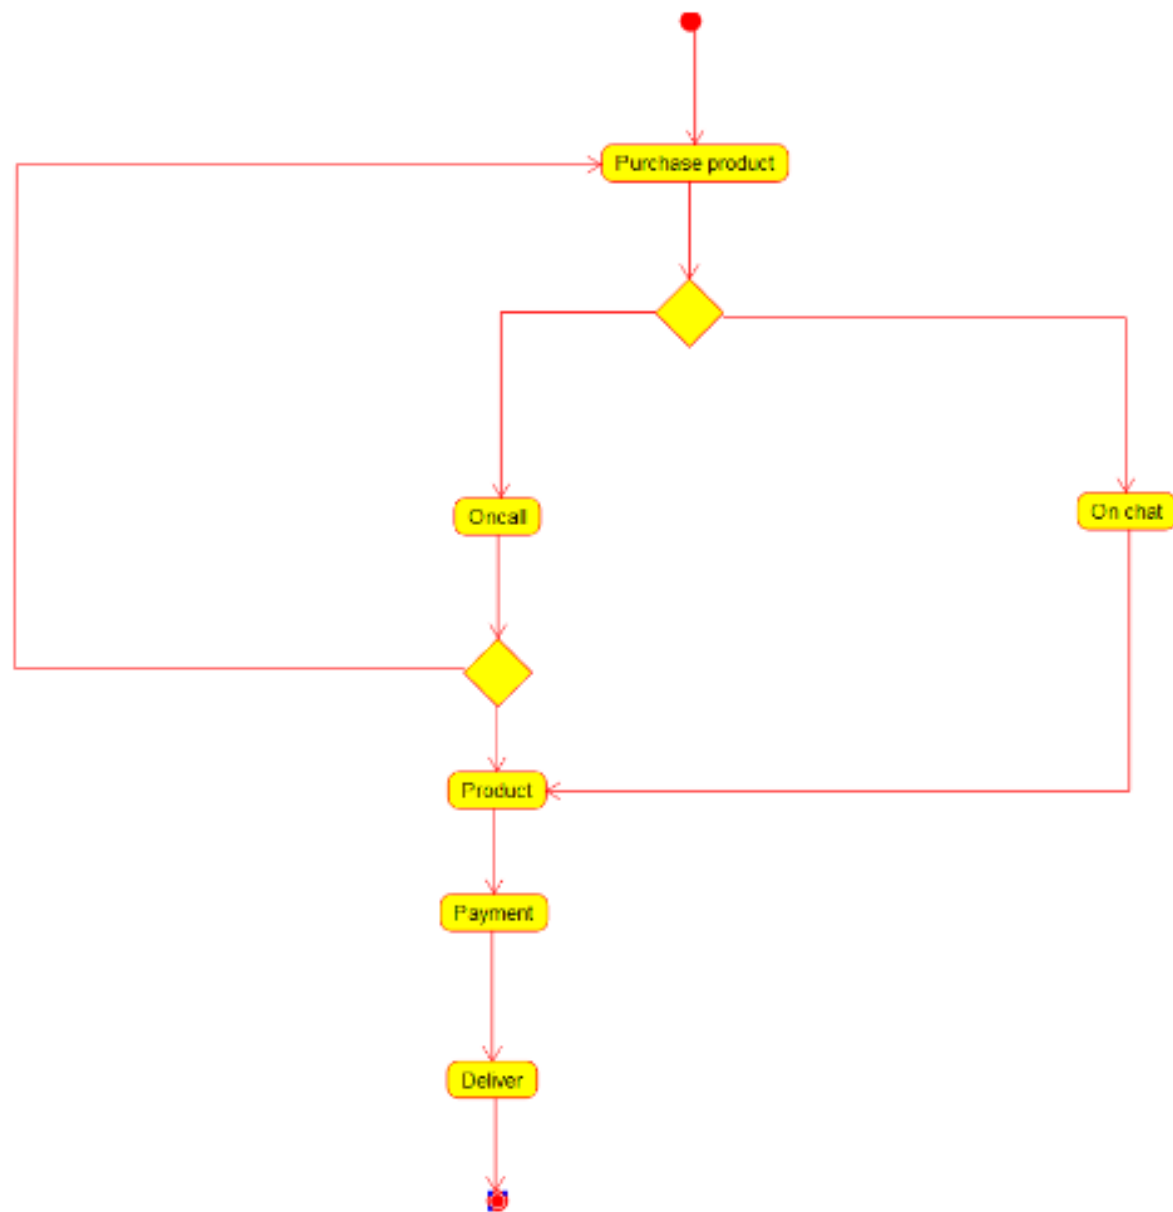 Purchase product
Oncall
On chat
Product
Payment
Deliver